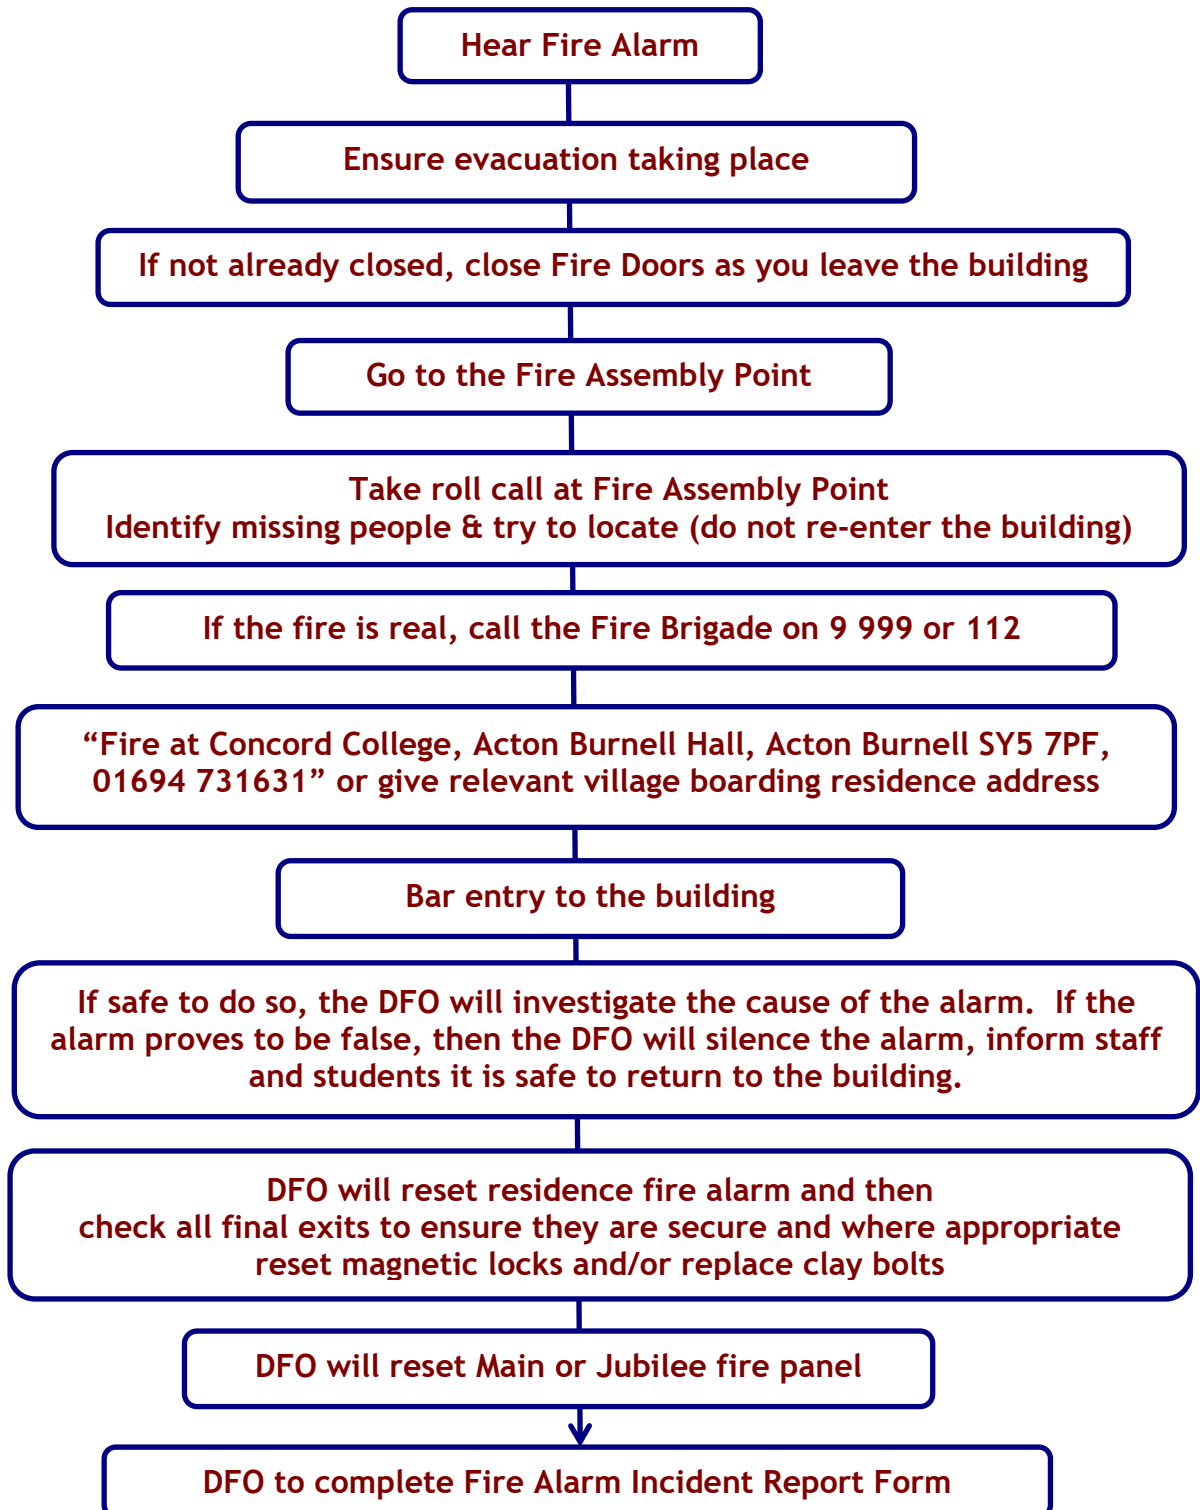 Hear Fire Alarm
Ensure evacuation taking place
If not already closed, close Fire Doors as you leave the building
Go to the Fire Assembly Point
Take roll call at Fire Assembly Point
Identify missing people & try to locate (do not re-enter the building)
If the fire is real, call the Fire Brigade on 9 999 or 112
“Fire at Concord College, Acton Burnell Hall, Acton Burnell SY5 7PF,
01694 731631” or give relevant village boarding residence address
Bar entry to the building
If safe to do so, the DFO will investigate the cause of the alarm.  If the
alarm proves to be false, then the DFO will silence the alarm, inform staff
and students it is safe to return to the building.
DFO will reset residence fire alarm and then
check all final exits to ensure they are secure and where appropriate
reset magnetic locks and/or replace clay bolts
DFO will reset Main or Jubilee fire panel
DFO to complete Fire Alarm Incident Report Form